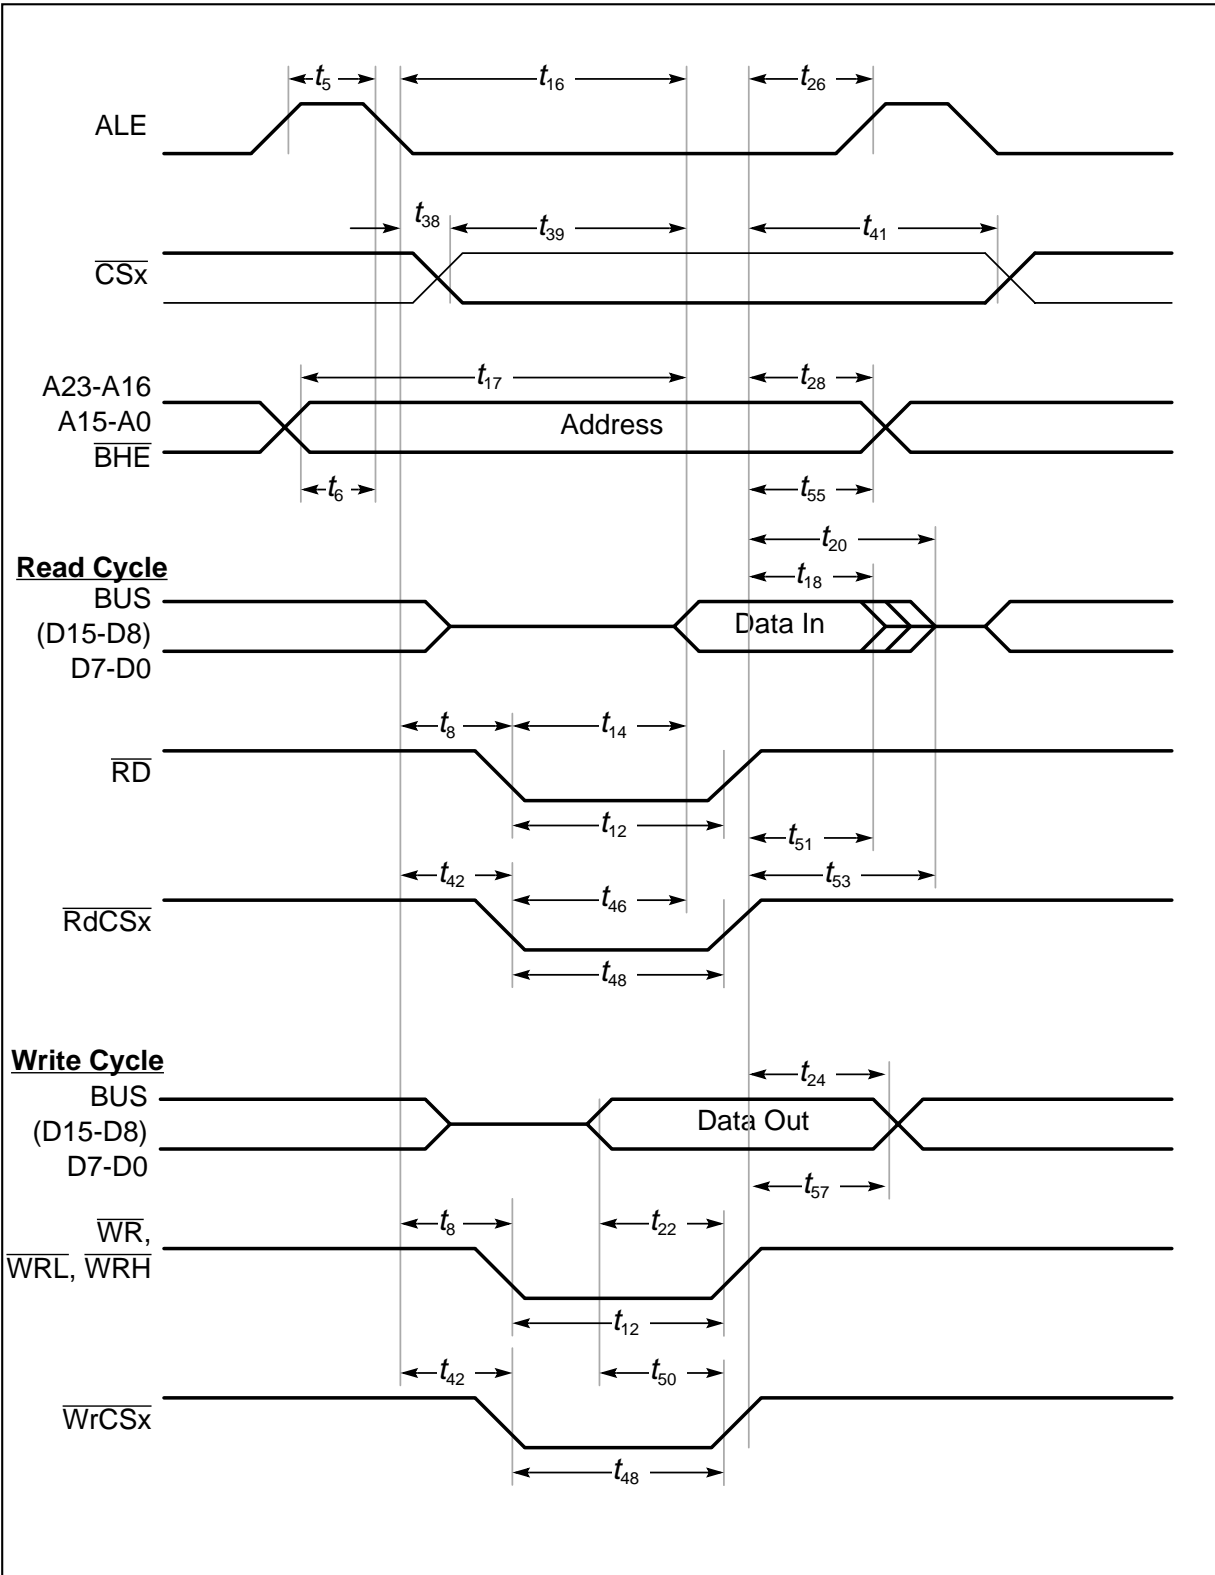 t5 t16 t26
ALE
t38 t39 t41
CSx
A23-A16 t17 t28
A15-A0 Address
BHE
t6 t55
t20
Read Cycle
t18
BUS
(D15-D8) Data In
D7-D0
t8 t14
RD
t12
t51
t42 t53
t46
RdCSx
t48
Write Cycle
t24
BUS
(D15-D8) Data Out
D7-D0
t57
WR, t8 t22
WRL, WRH
t12
t42 t50
WrCSx
t48